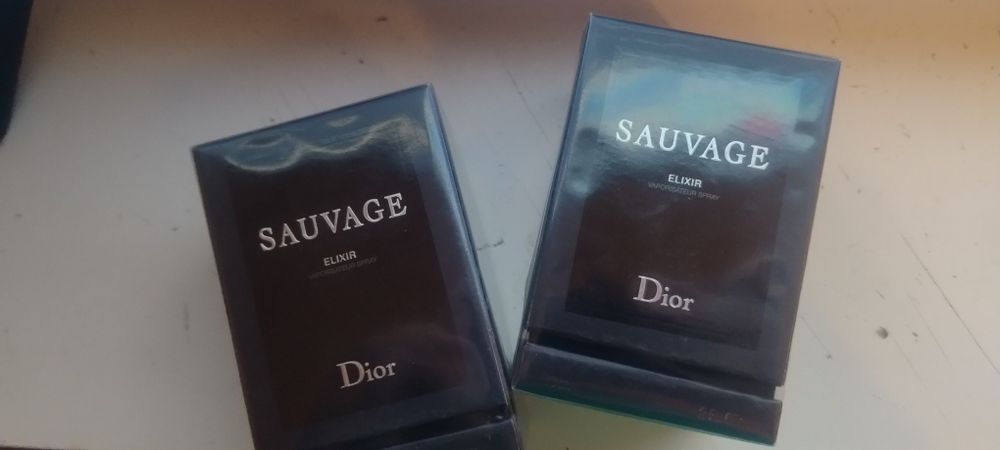 SAUVAGE
ELIXIR
VAPORISATEUR SPRAY
Dior
SAUVAGE
ELIXIR
VAPORISATEUR SPRAY
Dior